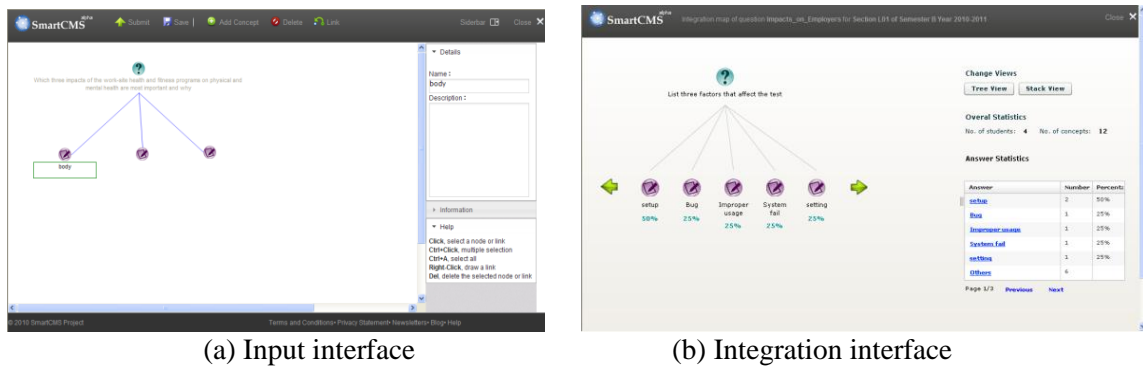 SmartCMS alpha
Submit Save | Add Concept Delete Link
Siderbar Close X
Which three impacts of the work-site health and fitness programs on physical and
mental health are most important and why
body
Details
Name :
body
Description :
Information
Help
Click, select a node or link
Ctrl+Click, multiple selection
Ctrl+A, select all
Right-Click, draw a link
Del, delete the selected node or link
© 2010 SmartCMS Project
Terms and Conditions• Privacy Statement• Newsletters• Blog• Help
(a) Input interface
SmartCMS alpha
Integration map of question Impacts_on_Employers for Section L01 of Semester B Year 2010-2011
Close X
List three factors that affect the test
setup
50%
Bug
25%
Improper
usage
25%
System
fail
25%
setting
25%
Change Views
Tree View Stack View
Overal Statistics
No. of students: 4 No. of concepts: 12
Answer Statistics
Answer Number Percenta
setup 2 50%
Bug 1 25%
Improper usage 1 25%
System fail 1 25%
setting 1 25%
Others 6
Page 1/3 Previous Next
(b) Integration interface